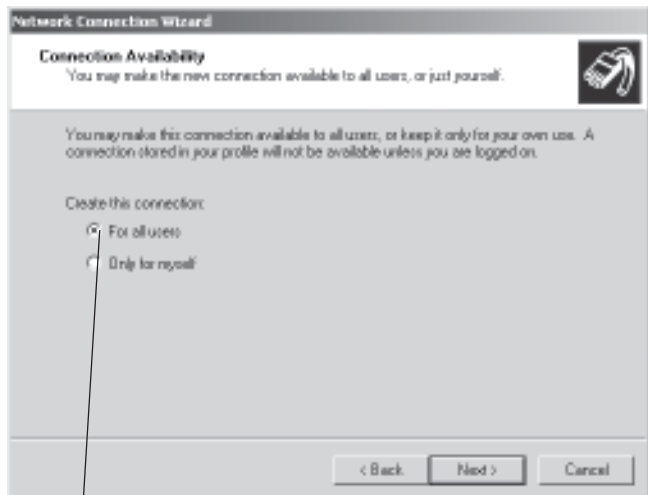 Network Connection Wizard
Connection Availability
You may make the new connection available to all users, or just yourself.
You may make this connection available to all users, or keep it only for your own use. A
connection stored in your profile will not be available unless you are logged on.
Create this connection:
For all users
Only for myself
< Back
Next >
Cancel